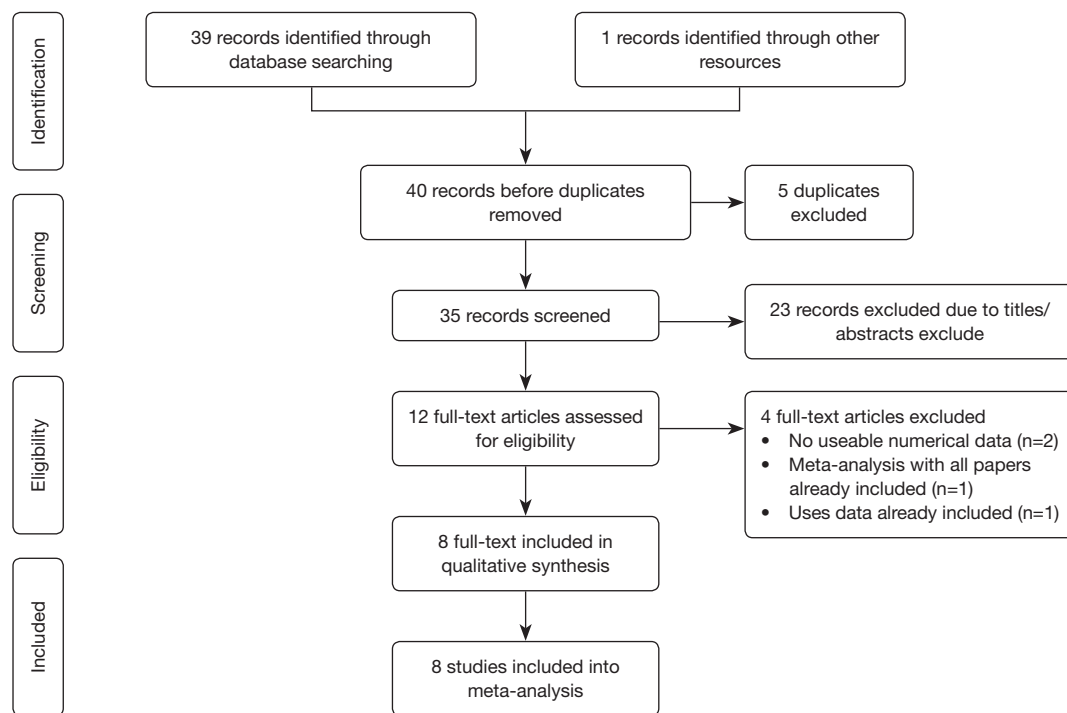 Identification
39 records identified through
database searching
1 records identified through other
resources
40 records before duplicates
removed
5 duplicates
excluded
Screening
35 records screened
23 records excluded due to titles/
abstracts exclude
Eligibility
12 full-text articles assessed
for eligibility
4 full-text articles excluded
• No useable numerical data (n=2)
• Meta-analysis with all papers
already included (n=1)
• Uses data already included (n=1)
8 full-text included in
qualitative synthesis
Included
8 studies included into
meta-analysis